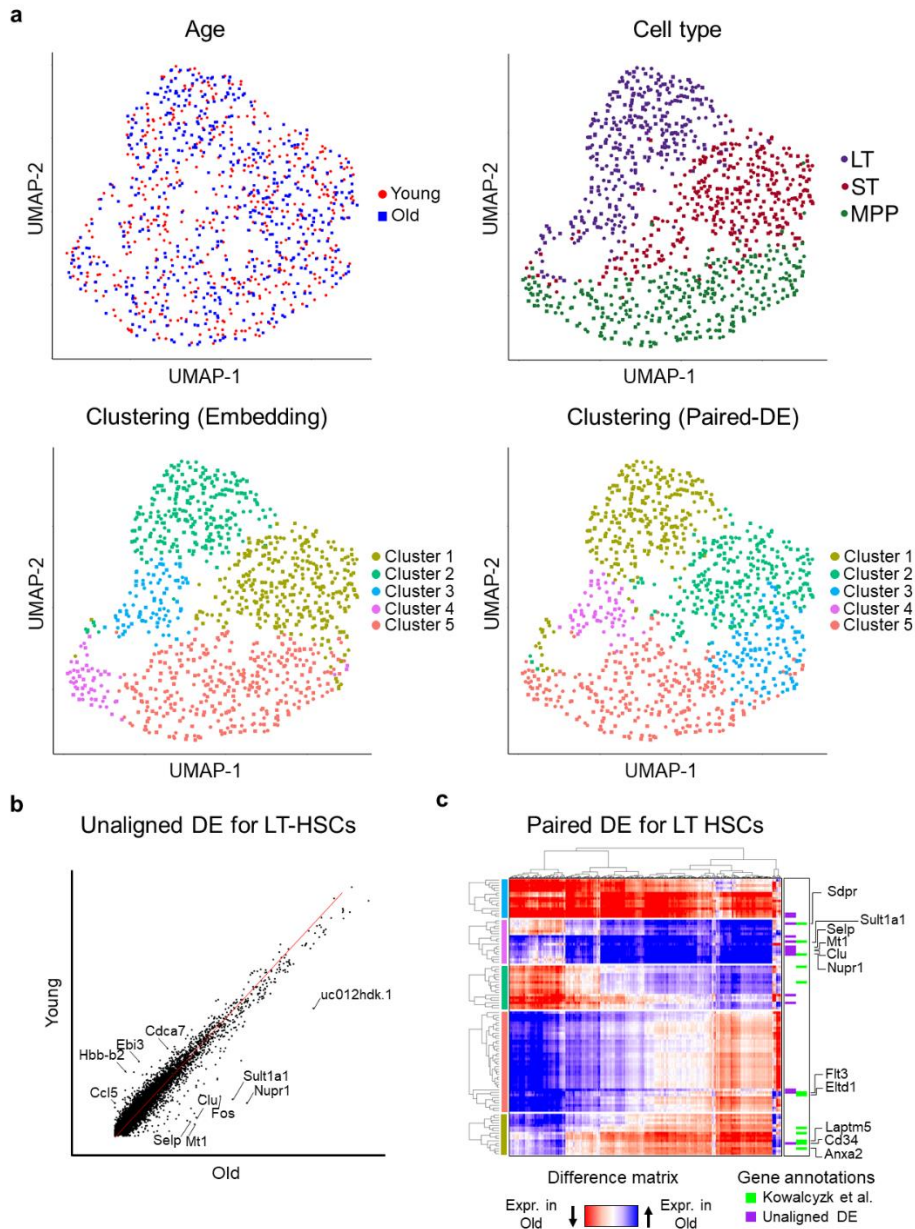 a
Age
Cell type
UMAP-2
Young
Old
UMAP-1
UMAP-2
LT
ST
MPP
UMAP-1
Clustering (Embedding)
Clustering (Paired-DE)
UMAP-2
Cluster 1
Cluster 2
Cluster 3
Cluster 4
Cluster 5
UMAP-1
UMAP-2
Cluster 1
Cluster 2
Cluster 3
Cluster 4
Cluster 5
UMAP-1
b
Unaligned DE for LT-HSCs
Young
uc012hdk.1
Cdca7
Ebi3
Hbb-b2
Ccl5
Sult1a1
Clu
Nupr1
Fos
Selp
Mt1
Old
c
Paired DE for LT HSCs
Sdpr
Sult1a1
Selp
Mt1
Clu
Nupr1
Flt3
Eltd1
Laptm5
Cd34
Anxa2
Difference matrix
Expr. in
Old
Expr. in
Old
Gene annotations
Kowalcyzk et al.
Unaligned DE